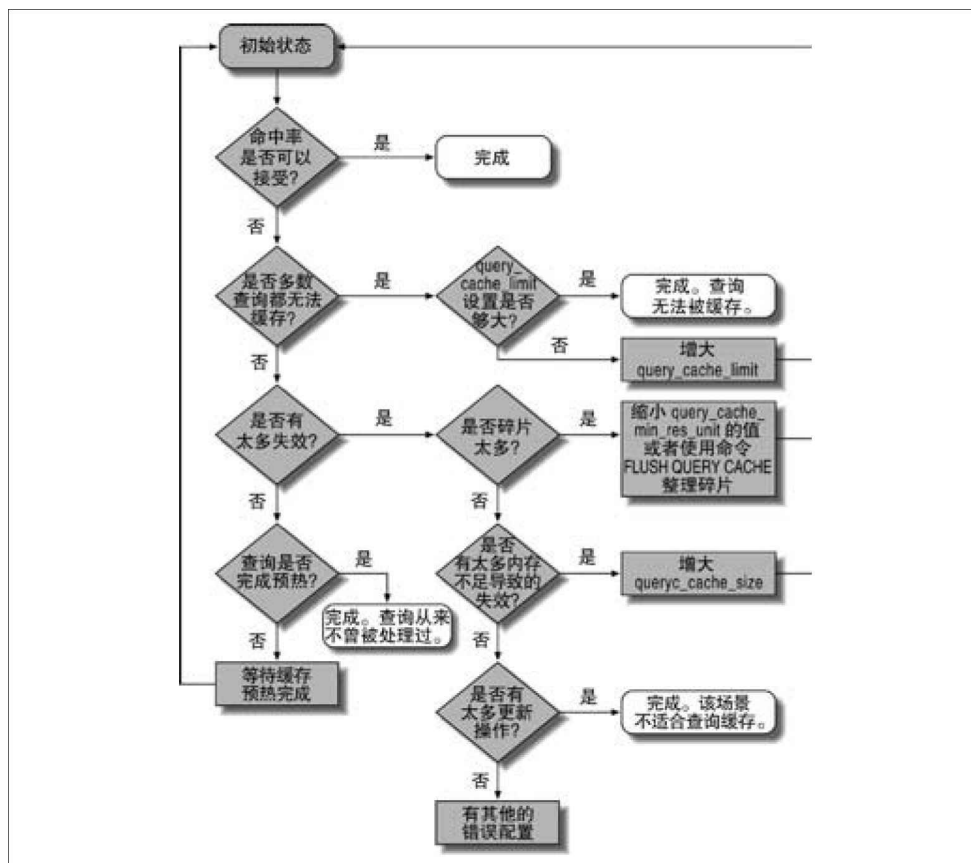 初始状态
命中率
是否可以
接受?
是
完成
否
是否多数
查询都无法
缓存?
是
query_
cache_limit
设置是否
够大?
是
完成。查询
无法被缓存。
否
增大
query_cache_limit
否
是否有
太多失效?
是
是否碎片
太多?
是
缩小 query_cache_
min_res_unit 的值
或者使用命令
FLUSH QUERY CACHE
整理碎片
否
否
查询是否
完成预热?
是
完成。查询从来
不曾被处理过。
是否
有太多内存
不足导致的
失效?
是
增大
queryc_cache_size
否
等待缓存
预热完成
否
是否有
太多更新
操作?
是
完成。该场景
不适合查询缓存。
否
有其他的
错误配置